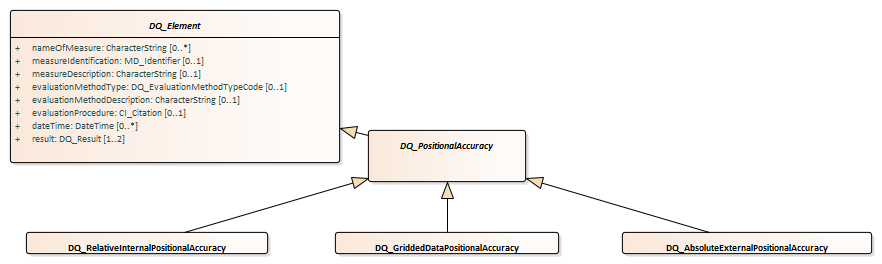 DQ_Element
+ nameOfMeasure: CharacterString [0..*]
+ measureIdentification: MD_Identifier [0..1]
+ measureDescription: CharacterString [0..1]
+ evaluationMethodType: DQ_EvaluationMethodTypeCode [0..1]
+ evaluationMethodDescription: CharacterString [0..1]
+ evaluationProcedure: CI_Citation [0..1]
+ dateTime: DateTime [0..*]
+ result: DQ_Result [1..2]
DQ_PositionalAccuracy
DQ_RelativeInternalPositionalAccuracy
DQ_GriddedDataPositionalAccuracy
DQ_AbsoluteExternalPositionalAccuracy